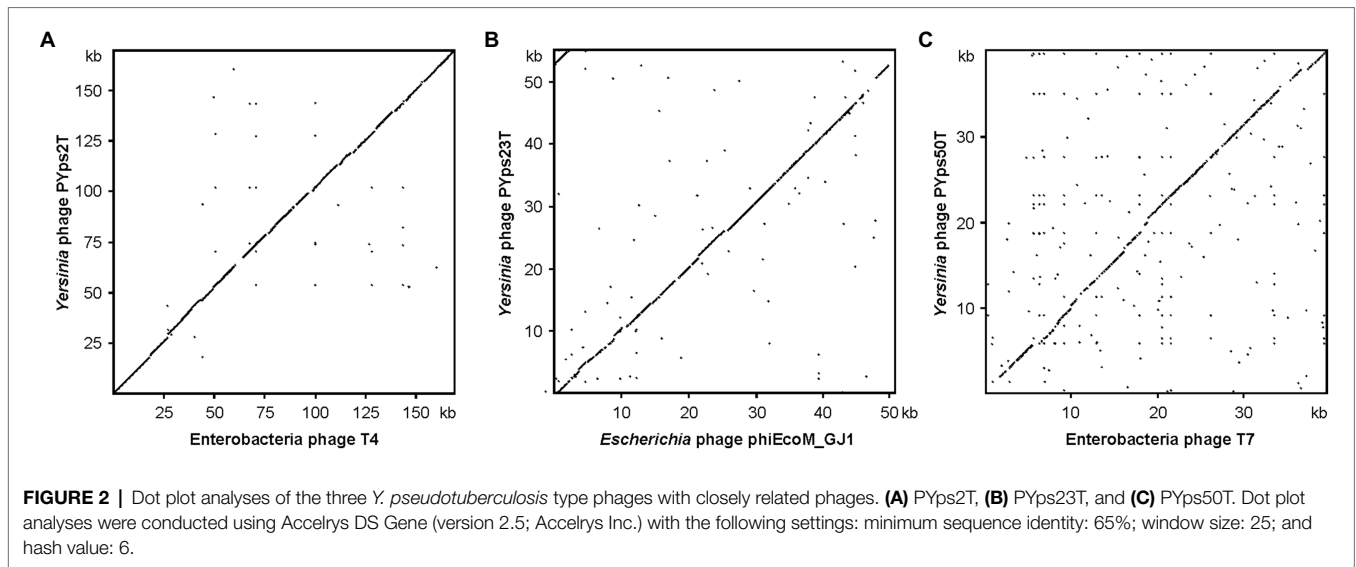 A
kb
150
125
100
75
50
25
Yersinia phage PYps2T
25 50 75 100 125 150 kb
Enterobacteria phage T4
B
kb
50
40
30
20
10
Yersinia phage PYps23T
10 20 30 40 50 kb
Escherichia phage phiEcoM_GJ1
C
kb
30
20
10
Yersinia phage PYps50T
10 20 30 kb
Enterobacteria phage T7
FIGURE 2 | Dot plot analyses of the three Y. pseudotuberculosis type phages with closely related phages. (A) PYps2T, (B) PYps23T, and (C) PYps50T. Dot plot
analyses were conducted using Accelrys DS Gene (version 2.5; Accelrys Inc.) with the following settings: minimum sequence identity: 65%; window size: 25; and
hash value: 6.